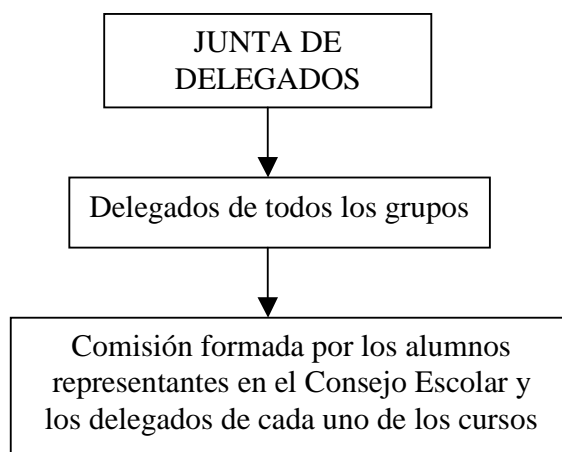 JUNTA DE
DELEGADOS
Delegados de todos los grupos
Comisión formada por los alumnos
representantes en el Consejo Escolar y
los delegados de cada uno de los cursos